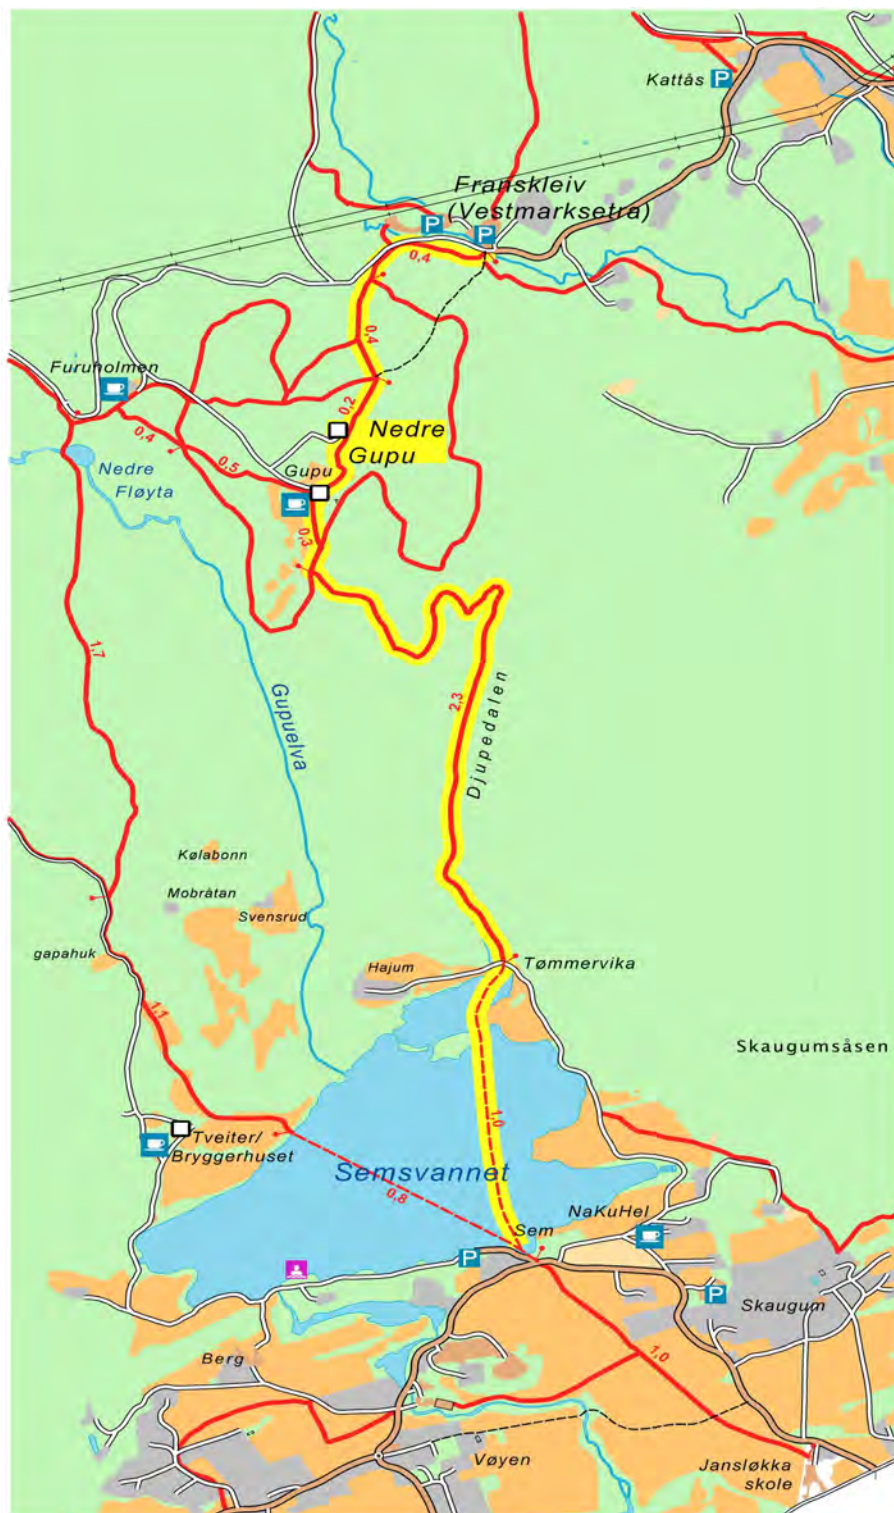 Kattås
P
Franskleiv
(Vestmarksetra)
P
P
0,4
0,4
Furuholmen
0,2
Nedre
Gupu
0,4
0,5
Gupu
Nedre
Fløyta
0,3
1,7
Gupuelva
2,3
Djupedalen
Kølabonn
Mobråtan
Svensrud
gapahuk
Hajum
Tømmervika
1,1
Skaugumsåsen
1,0
Tveiter/
Bryggerhuset
Semsvannet
0,8
NaKuHel
Sem
P
P
Skaugum
Berg
1,0
Vøyen
Jansløkka
skole